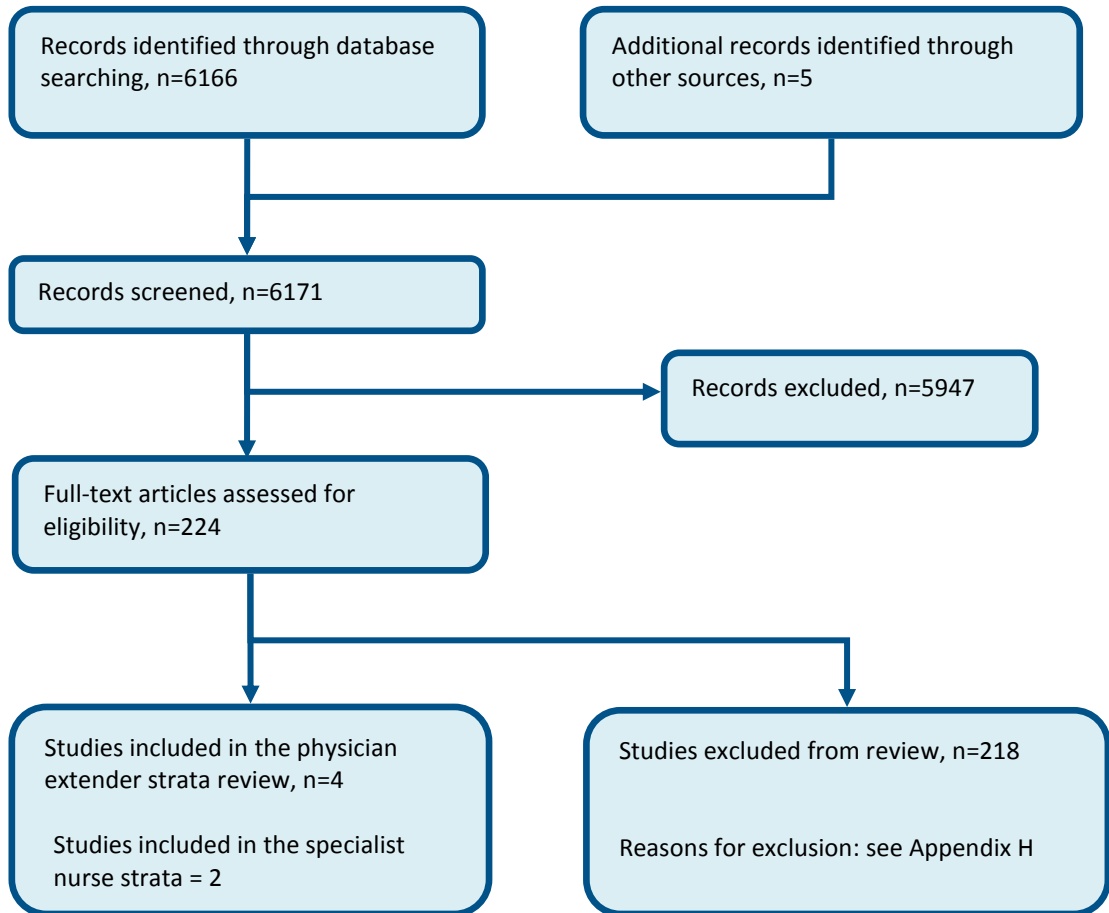 Records identified through database
searching, n=6166
Additional records identified through
other sources, n=5
Records screened, n=6171
Records excluded, n=5947
Full-text articles assessed for
eligibility, n=224
Studies included in the physician
extender strata review, n=4
Studies included in the specialist
nurse strata = 2
Studies excluded from review, n=218
Reasons for exclusion: see Appendix H